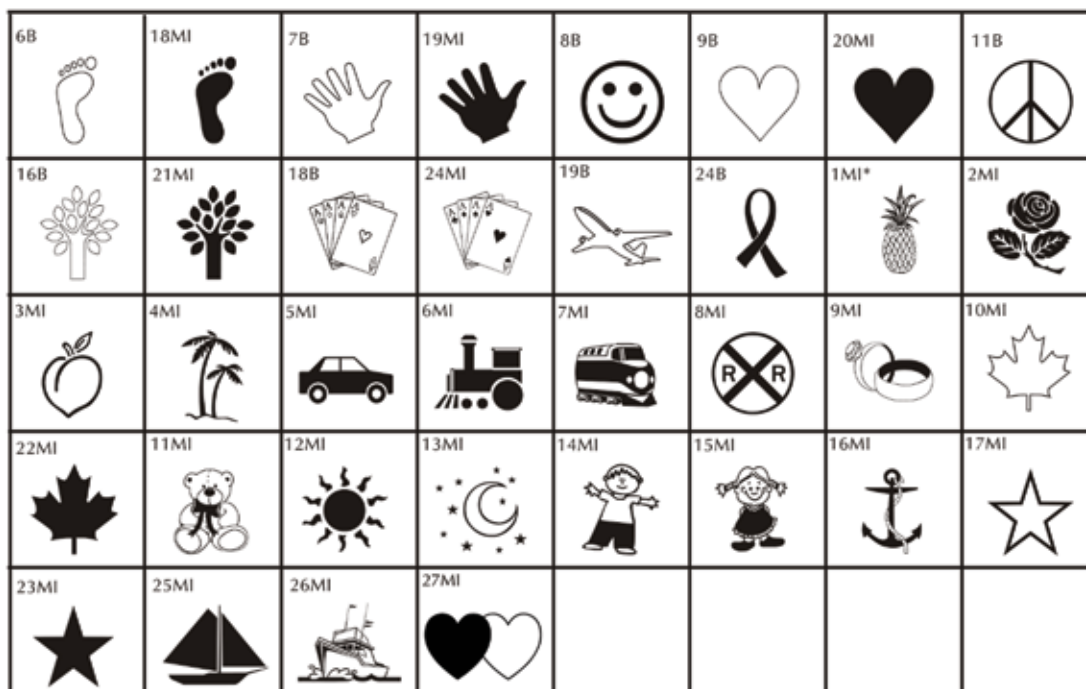 6B 18MI 7B 19MI 8B 9B 20MI 11B
16B 21MI 18B 24MI 19B 24B 1MI* 2MI
A A A A A A A A
3MI 4MI 5MI 6MI 7MI 8MI 9MI 10MI
R R
22MI 11MI 12MI 13MI 14MI 15MI 16MI 17MI
23MI 25MI 26MI 27MI